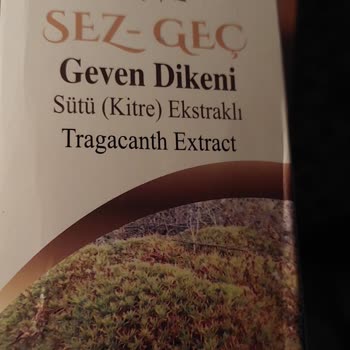 SEZ-GEÇ
Geven Dikeni
Sütü (Kitre) Ekstraklı
Tragacanth Extract